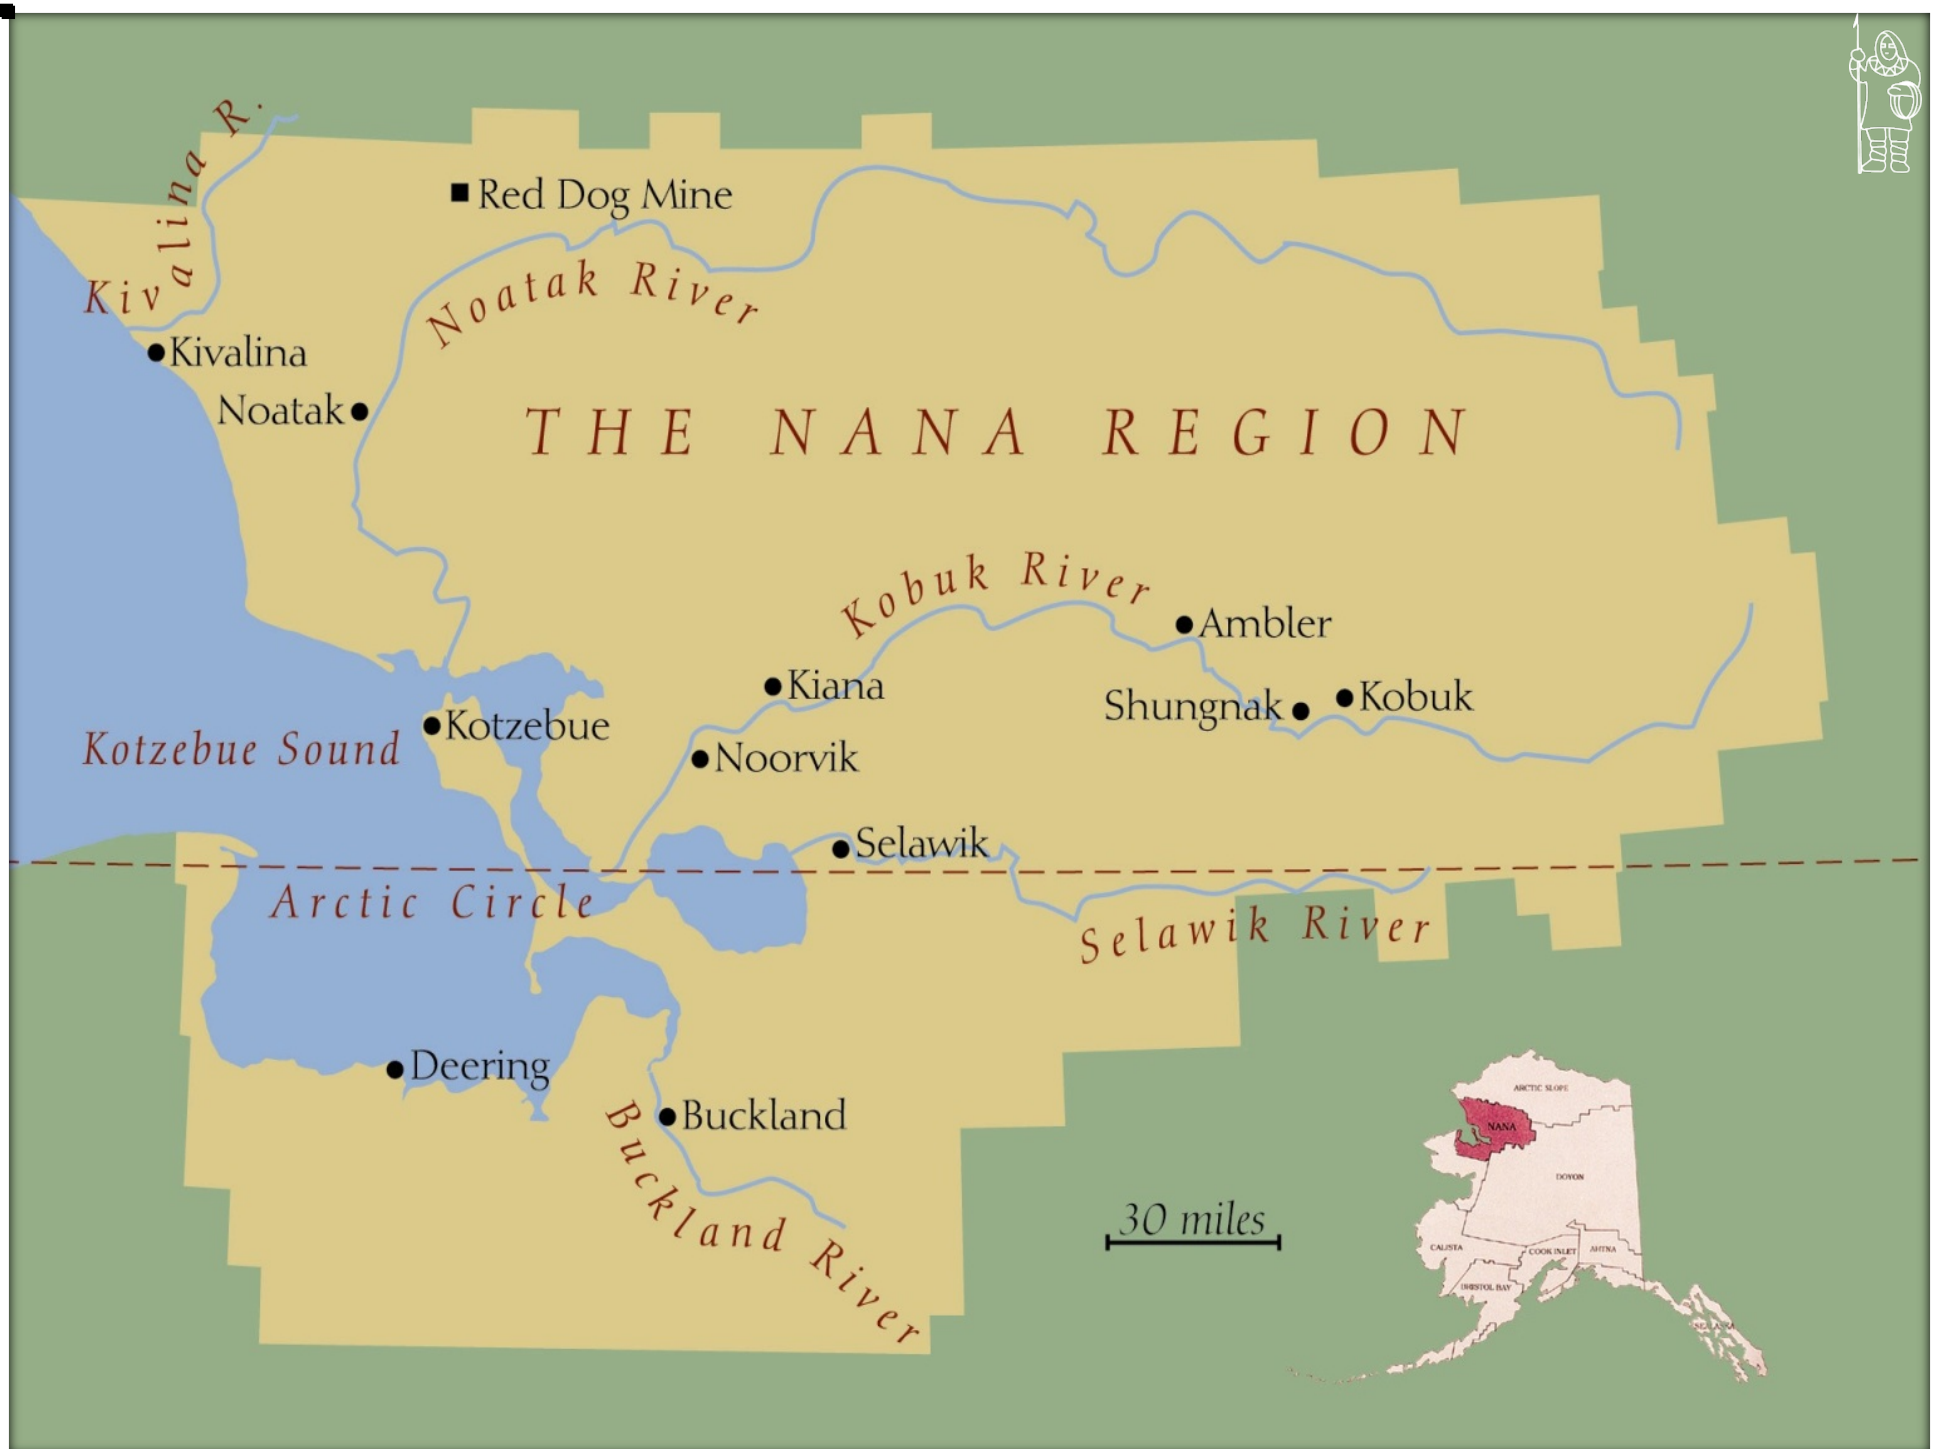 Kivalina R.
Red Dog Mine
Noatak River
Kivalina
Noatak
THE NANA REGION
Kobuk River
Ambler
Kiana
Shungnak
Kobuk
Kotzebue
Kotzebue Sound
Noorvik
Selawik
Arctic Circle
Selawik River
Deering
Buckland
Buckland River
30 miles
ARCTIC SLOPE
NANA
DOYON
CALISTA
COOK INLET
AHTNA
BRISTOL BAY
SEALASKA